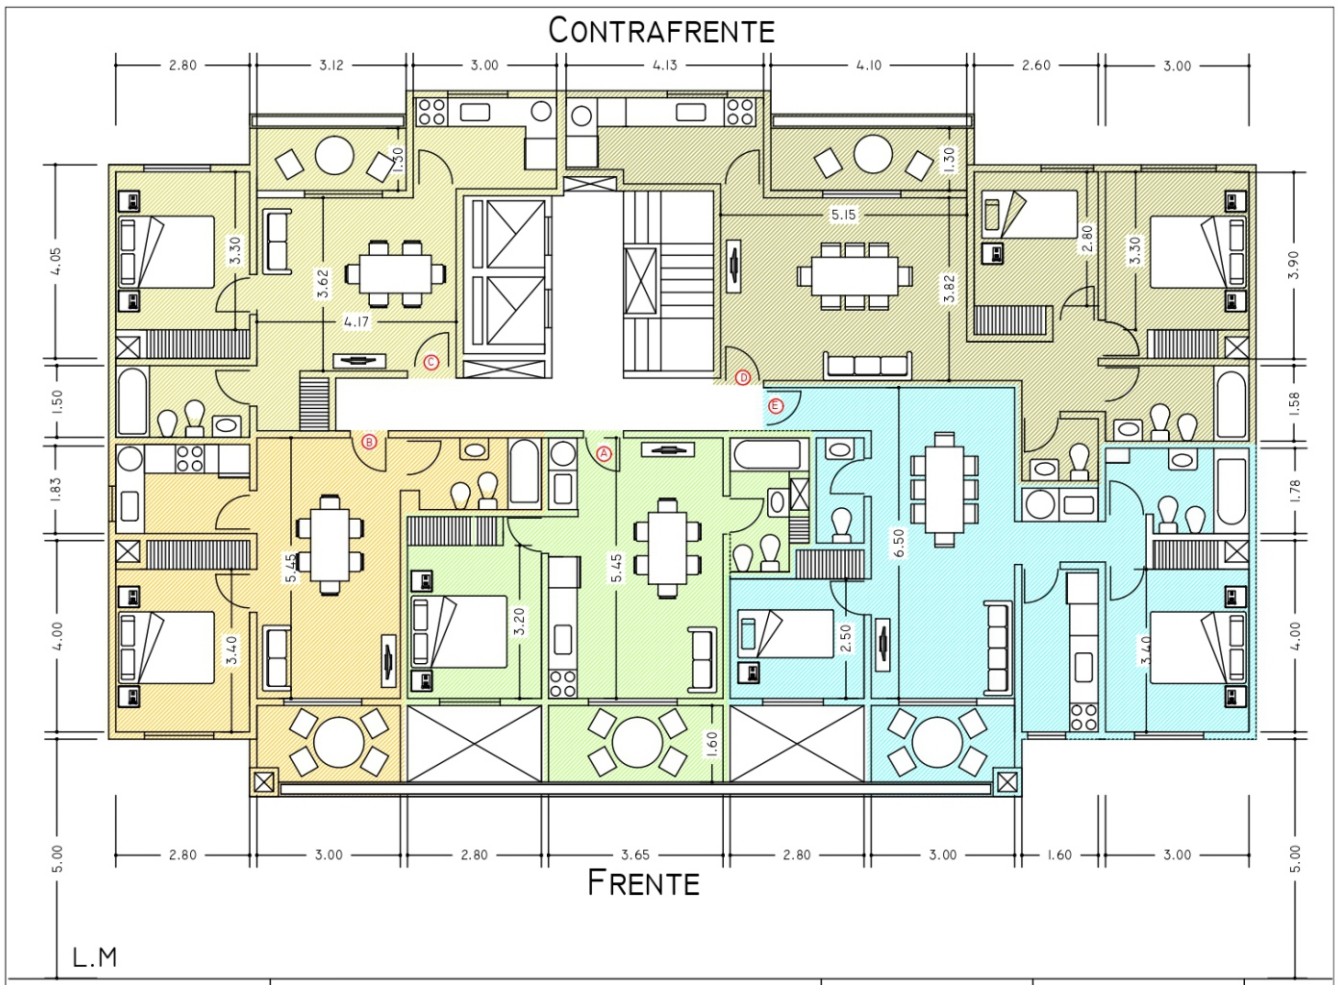 CONTRAFRENTE
2.80 3.12 3.00 4.13 4.10 2.60 3.00
1.30 1.30
4.05 3.30 3.62 4.17 5.15 3.82 2.80 3.30 3.90
C D
E
1.50 1.58
B A
1.83 1.78
5.45 5.45 6.50
4.00 3.40 3.20 2.50 3.40 4.00
1.60
5.00 5.00
2.80 3.00 2.80 3.65 2.80 3.00 1.60 3.00
FRENTE
L.M